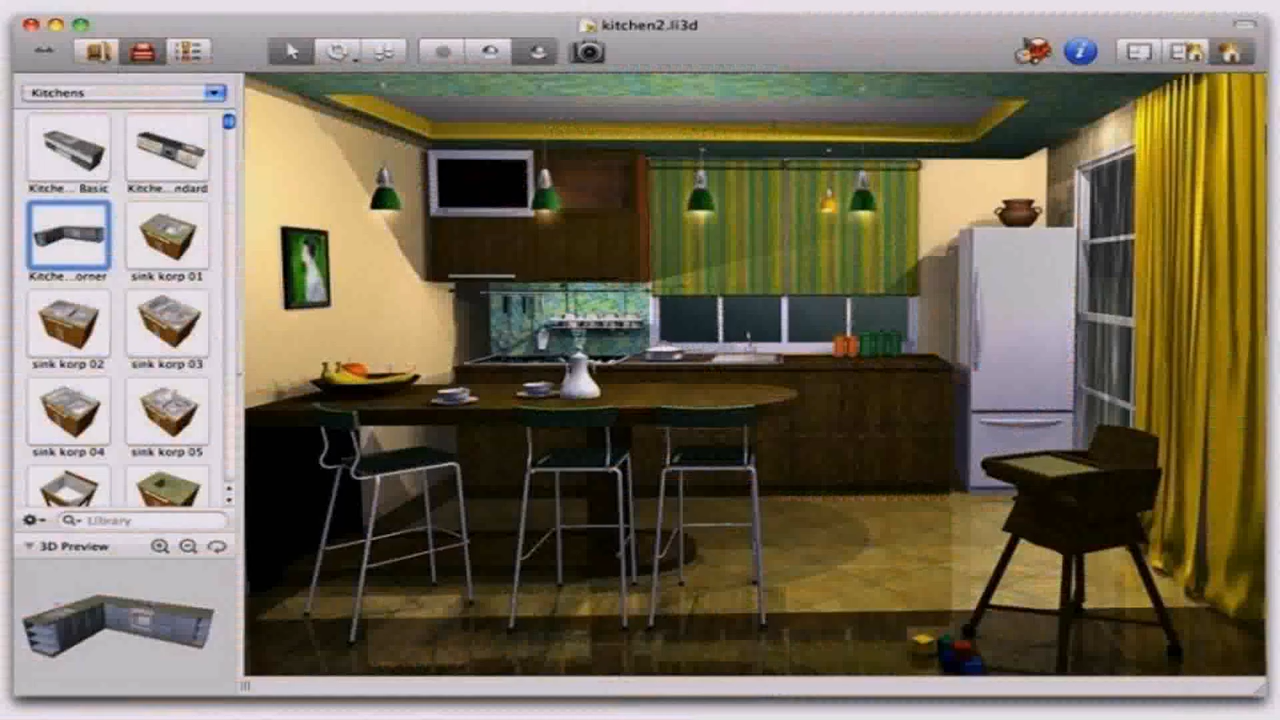 kitchen2.li3d
Kitchens
Kitche... Basic
Kitche...ndard
Kitche...orner
sink korp 01
sink korp 02
sink korp 03
sink korp 04
sink korp 05
Library
3D Preview